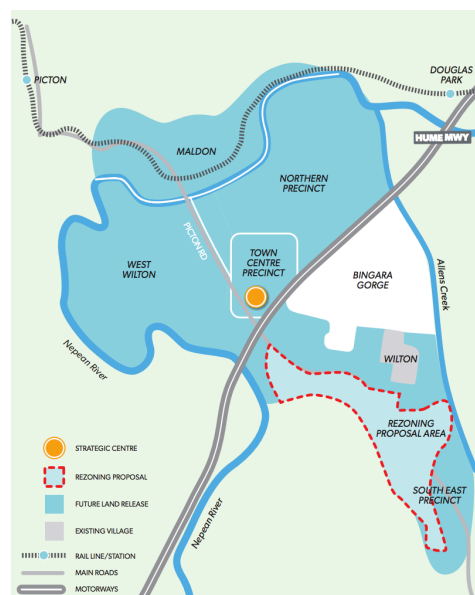 PICTON
DOUGLAS
PARK
HUME MWY
MALDON
NORTHERN
PRECINCT
PICTON RD
WEST
WILTON
TOWN
CENTRE
PRECINCT
BINGARA
GORGE
Allens Creek
Nepean River
WILTON
REZONING
PROPOSAL AREA
SOUTH EAST
PRECINCT
Nepean River
STRATEGIC CENTRE
REZONING PROPOSAL
FUTURE LAND RELEASE
EXISTING VILLAGE
RAIL LINE/STATION
MAIN ROADS
MOTORWAYS